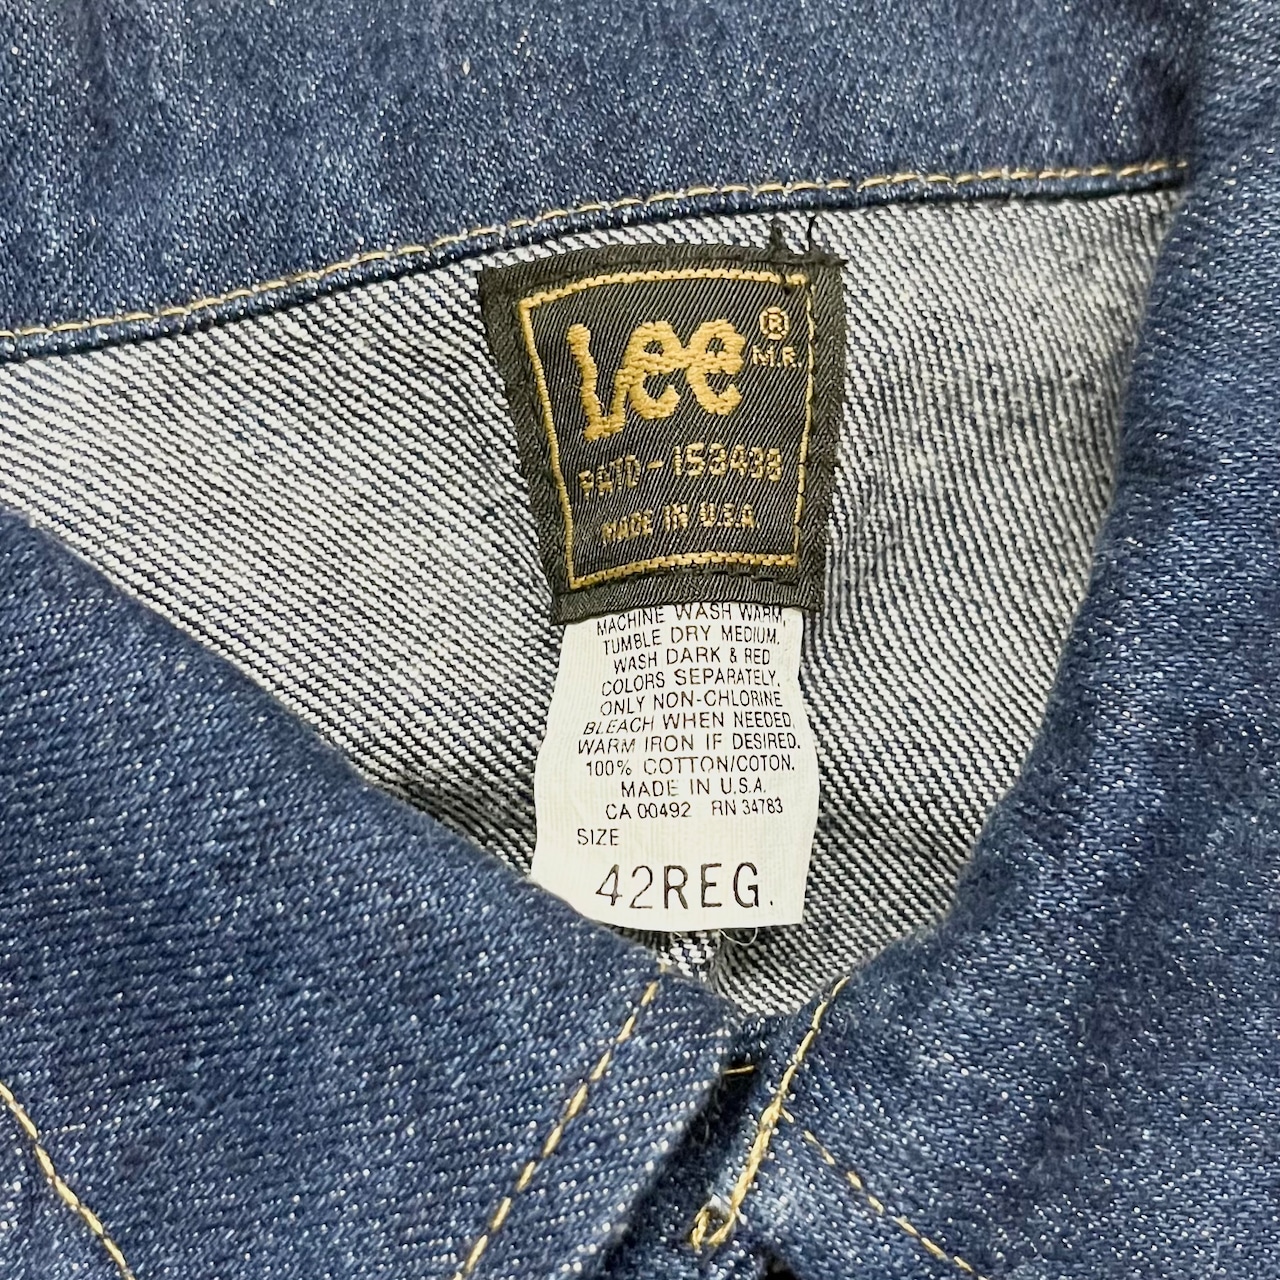 Lee ®
M.R.
PATD-153438
MADE IN U.S.A.
MACHINE WASH WARM,
TUMBLE DRY MEDIUM.
WASH DARK & RED
COLORS SEPARATELY.
ONLY NON-CHLORINE
BLEACH WHEN NEEDED,
WARM IRON IF DESIRED.
100% COTTON/COTON.
MADE IN U.S.A.
CA 00492 RN 34783
SIZE
42REG.